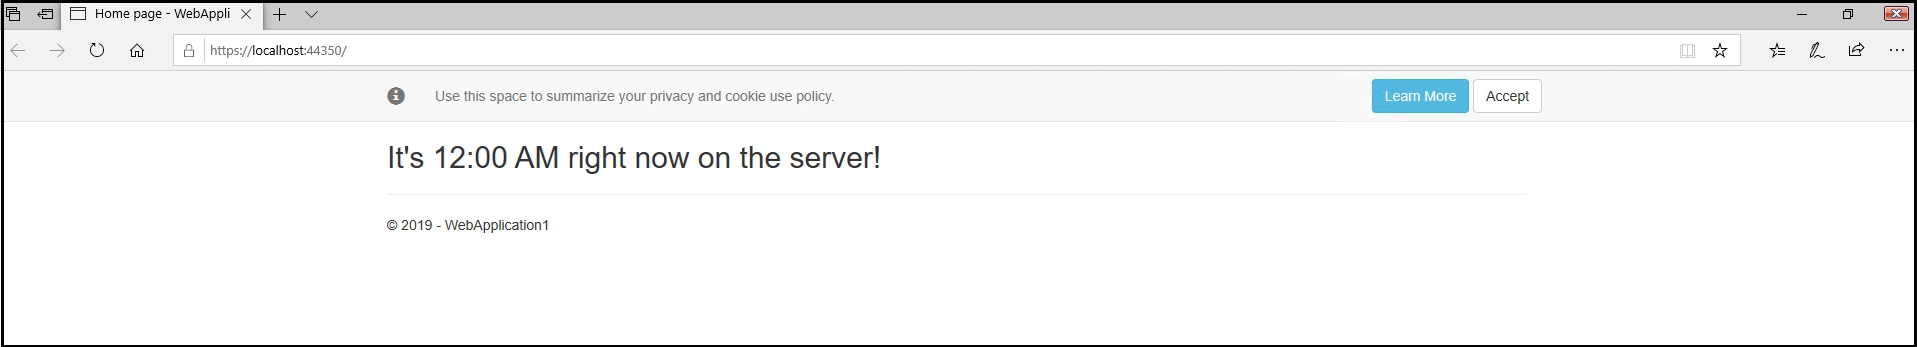 Home page - WebAppli
https://localhost:44350/
Use this space to summarize your privacy and cookie use policy. Learn More Accept
It's 12:00 AM right now on the server!
© 2019 - WebApplication1